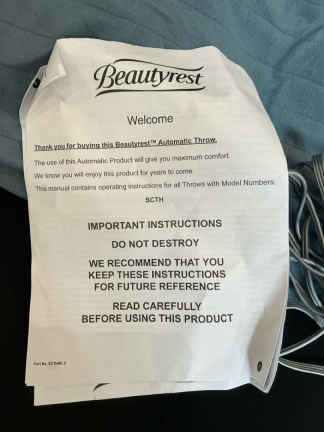 Beautyrest
Welcome
Thank you for buying this Beautyrest™ Automatic Throw.
The use of this Automatic Product will give you maximum comfort.
We know you will enjoy this product for years to come.
This manual contains operating instructions for all Throws with Model Numbers:
SCTH
IMPORTANT INSTRUCTIONS
DO NOT DESTROY
WE RECOMMEND THAT YOU
KEEP THESE INSTRUCTIONS
FOR FUTURE REFERENCE
READ CAREFULLY
BEFORE USING THIS PRODUCT